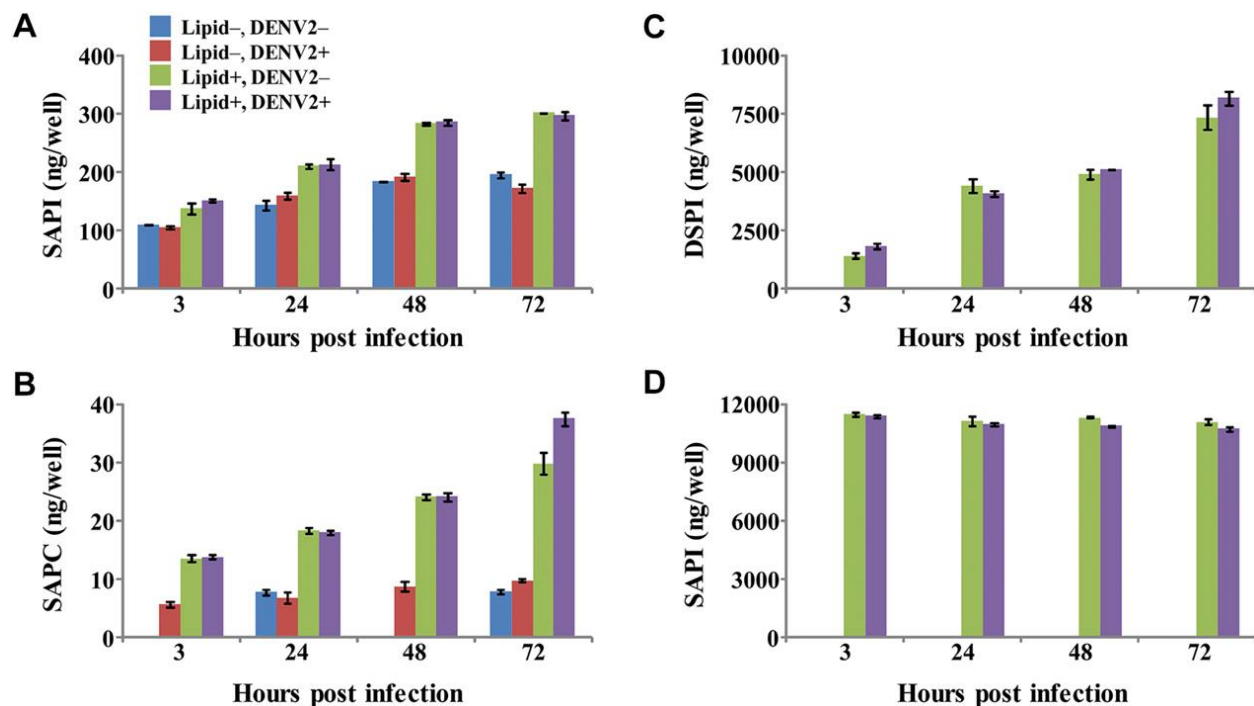 A
Lipid–, DENV2–
Lipid–, DENV2+
Lipid+, DENV2–
Lipid+, DENV2+
SAPI (ng/well)
400
300
200
100
0
3 24 48 72
Hours post infection
B
SAPC (ng/well)
40
30
20
10
0
3 24 48 72
Hours post infection
C
DSPI (ng/well)
10000
7500
5000
2500
0
3 24 48 72
Hours post infection
D
SAPI (ng/well)
12000
9000
6000
3000
0
3 24 48 72
Hours post infection